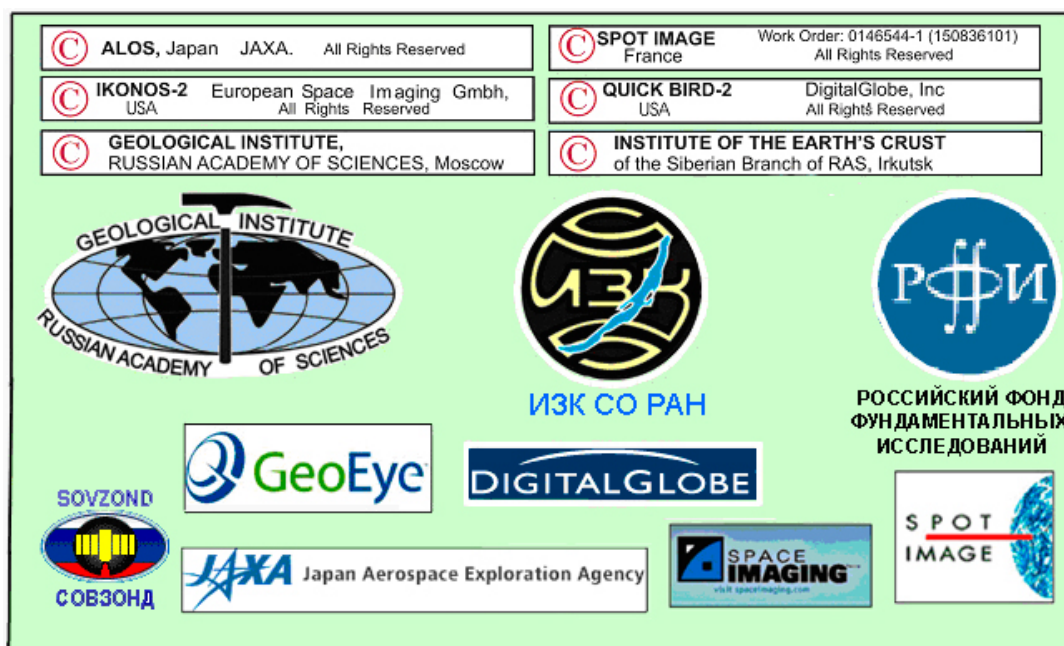 © ALOS, Japan JAXA. All Rights Reserved
© SPOT IMAGE Work Order: 0146544-1 (150836101)
France All Rights Reserved
© IKONOS-2 European Space Imaging Gmbh,
USA All Rights Reserved
© QUICK BIRD-2 DigitalGlobe, Inc
USA All Rights Reserved
© GEOLOGICAL INSTITUTE,
RUSSIAN ACADEMY OF SCIENCES, Moscow
© INSTITUTE OF THE EARTH'S CRUST
of the Siberian Branch of RAS, Irkutsk
GEOLOGICAL INSTITUTE
RUSSIAN ACADEMY OF SCIENCES
ИЗК
ИЗК СО РАН
РФФИ
РОССИЙСКИЙ ФОНД
ФУНДАМЕНТАЛЬНЫХ
ИССЛЕДОВАНИЙ
GeoEye
DIGITALGLOBE
SOVZOND
СОВЗОНД
JAXA Japan Aerospace Exploration Agency
SPACE
IMAGING
visit spaceimaging.com
SPOT
IMAGE